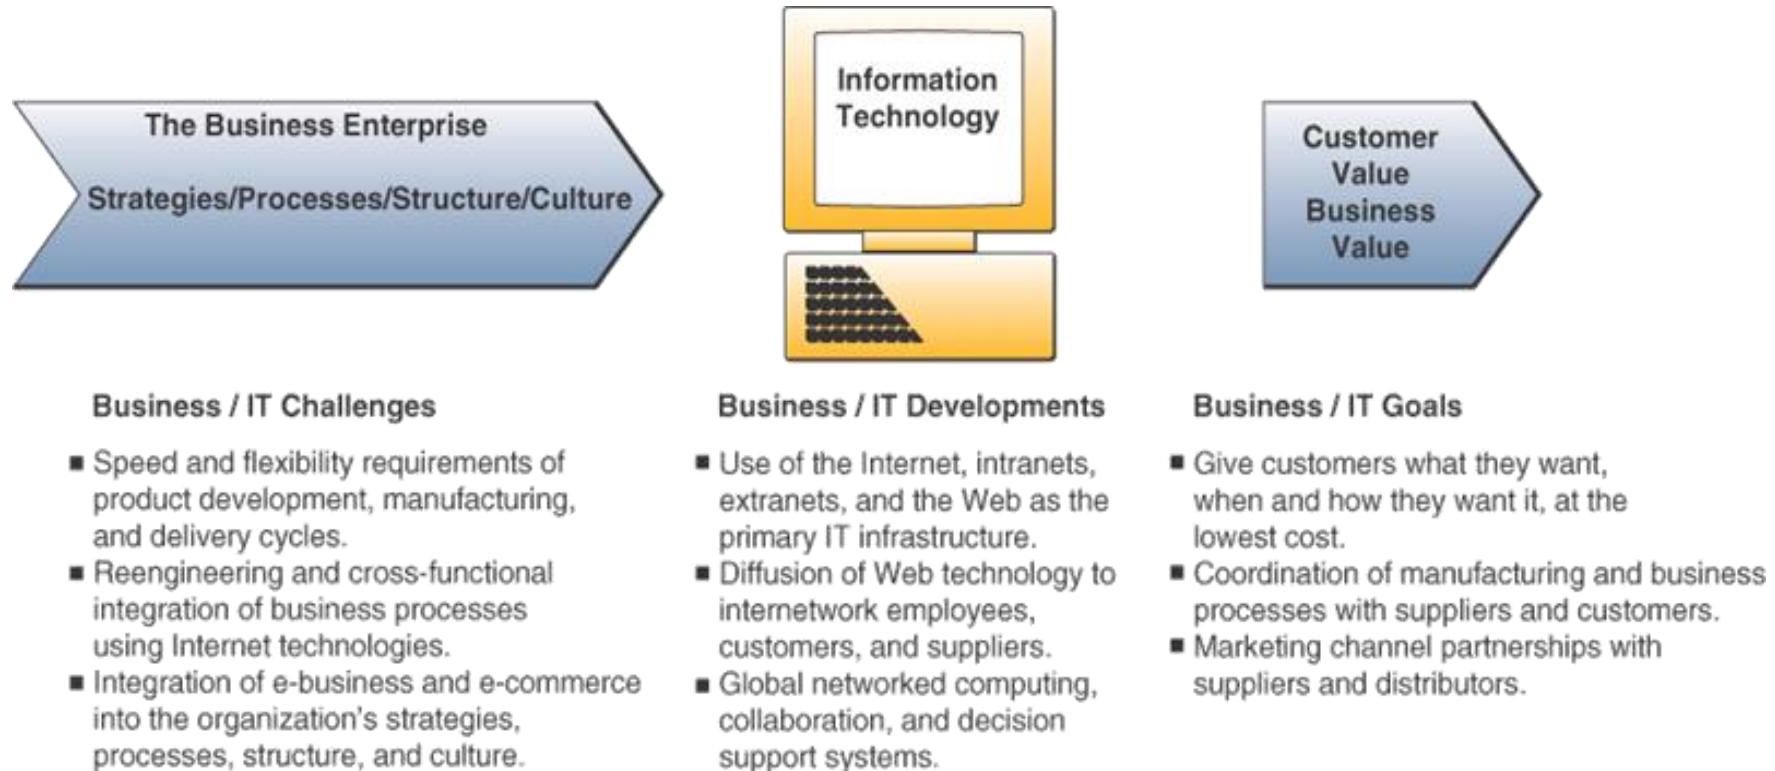 The Business Enterprise
Strategies/Processes/Structure/Culture
Information
Technology
Customer
Value
Business
Value
Business / IT Challenges
■ Speed and flexibility requirements of
product development, manufacturing,
and delivery cycles.
■ Reengineering and cross-functional
integration of business processes
using Internet technologies.
■ Integration of e-business and e-commerce
into the organization's strategies,
processes, structure, and culture.
Business / IT Developments
■ Use of the Internet, intranets,
extranets, and the Web as the
primary IT infrastructure.
■ Diffusion of Web technology to
internetwork employees,
customers, and suppliers.
■ Global networked computing,
collaboration, and decision
support systems.
Business / IT Goals
■ Give customers what they want,
when and how they want it, at the
lowest cost.
■ Coordination of manufacturing and business
processes with suppliers and customers.
■ Marketing channel partnerships with
suppliers and distributors.